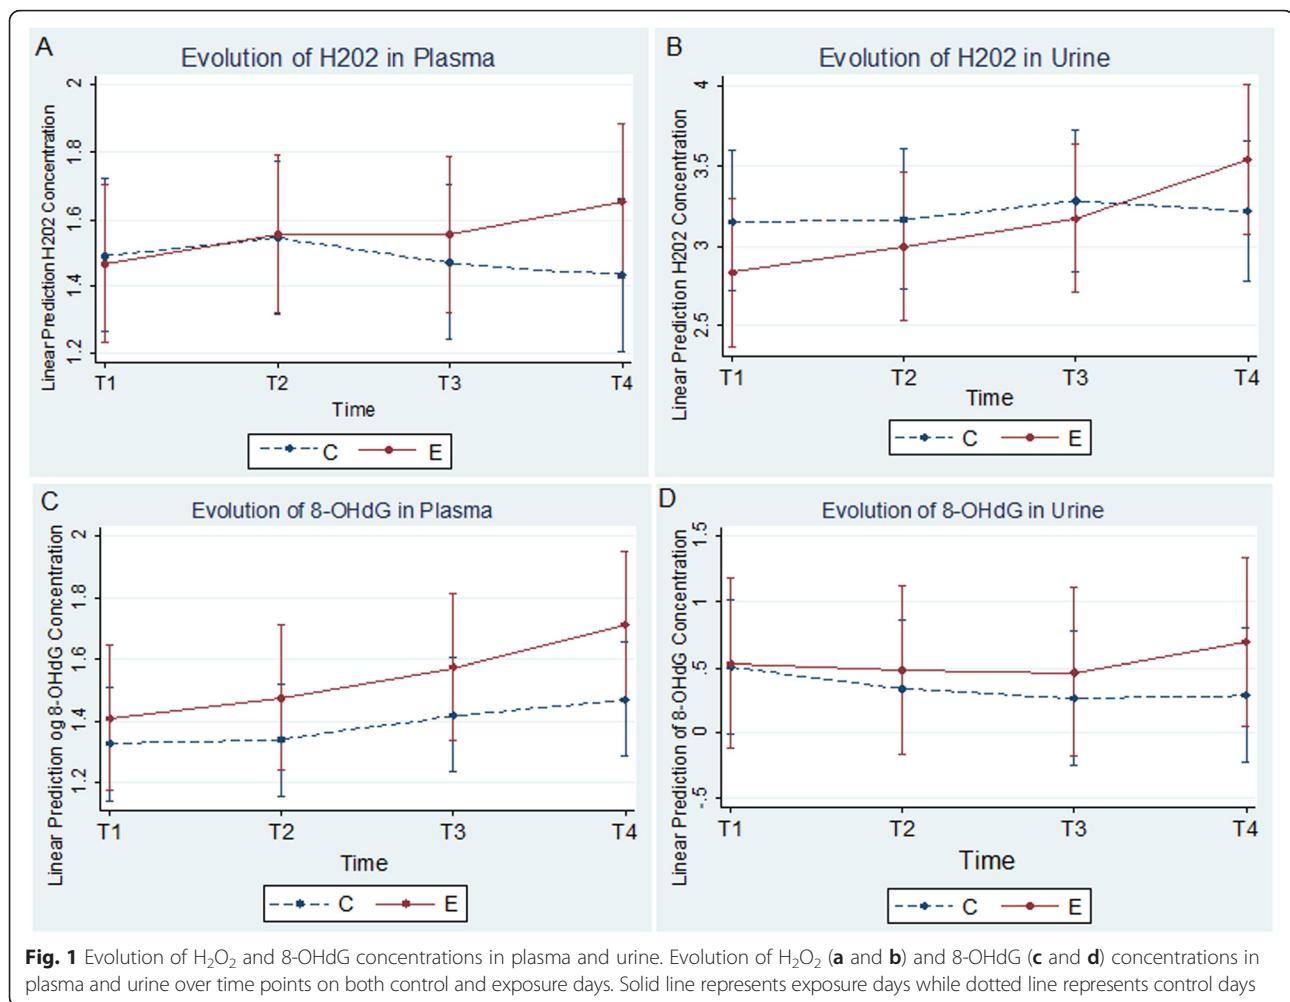 A
Evolution of H202 in Plasma
Linear Prediction H202 Concentration
2
1.8
1.6
1.4
1.2
T1 T2 T3 T4
Time
C E
B
Evolution of H202 in Urine
Linear Prediction H202 Concentration
4
3.5
3
2.5
T1 T2 T3 T4
Time
C E
C
Evolution of 8-OHdG in Plasma
Linear Prediction og 8-OHdG Concentration
2
1.8
1.6
1.4
1.2
T1 T2 T3 T4
Time
C E
D
Evolution of 8-OHdG in Urine
Linear Prediction of 8-OHdG Concentration
1.5
1
.5
0
-.5
T1 T2 T3 T4
Time
C E
Fig. 1 Evolution of H₂O₂ and 8-OHdG concentrations in plasma and urine. Evolution of H₂O₂ (a and b) and 8-OHdG (c and d) concentrations in
plasma and urine over time points on both control and exposure days. Solid line represents exposure days while dotted line represents control days